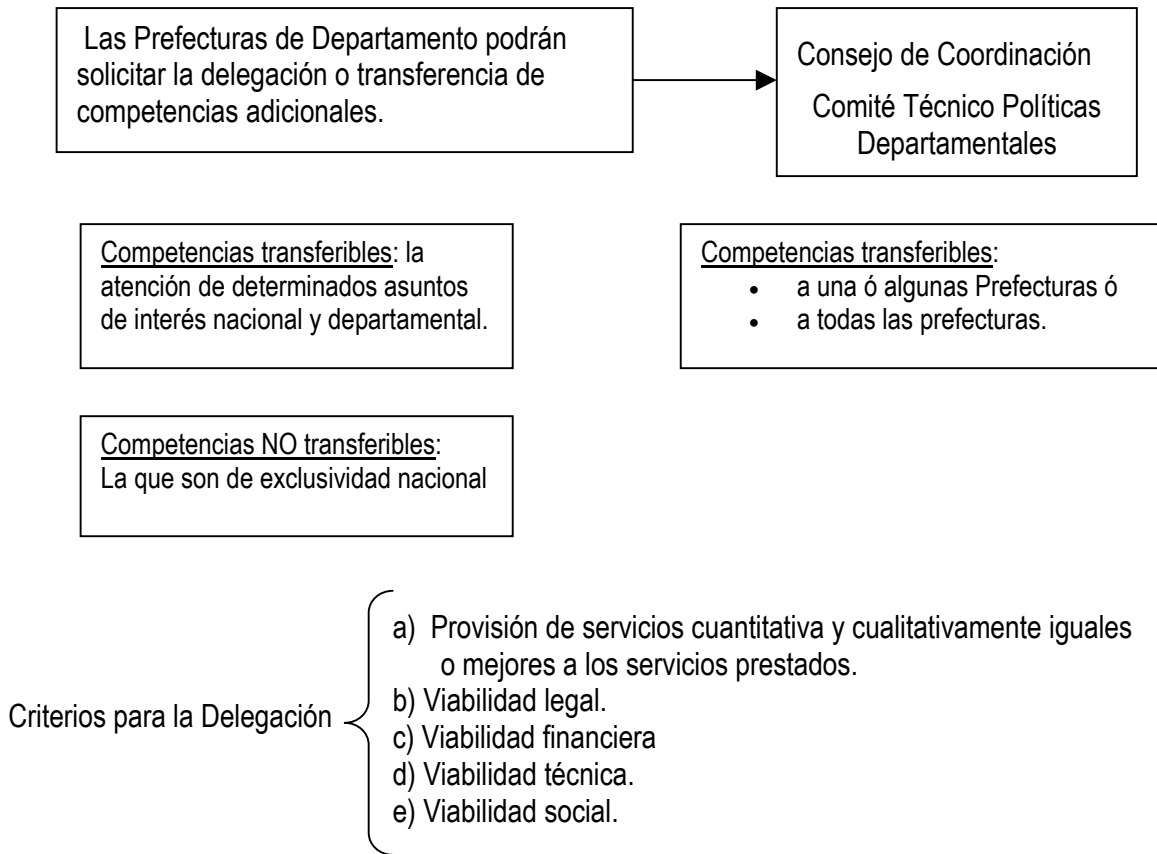 Las Prefecturas de Departamento podrán
solicitar la delegación o transferencia de
competencias adicionales.
Consejo de Coordinación
Comité Técnico Políticas
Departamentales
Competencias transferibles: la
atención de determinados asuntos
de interés nacional y departamental.
Competencias transferibles:
• a una ó algunas Prefecturas ó
• a todas las prefecturas.
Competencias NO transferibles:
La que son de exclusividad nacional
Criterios para la Delegación
a) Provisión de servicios cuantitativa y cualitativamente iguales
o mejores a los servicios prestados.
b) Viabilidad legal.
c) Viabilidad financiera
d) Viabilidad técnica.
e) Viabilidad social.